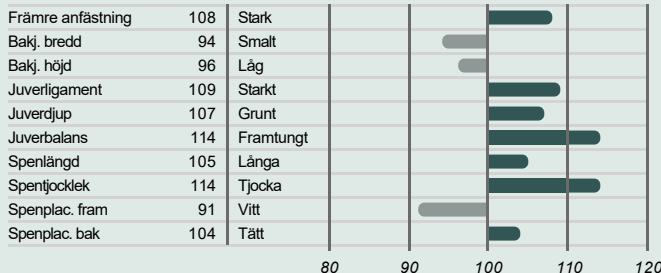 Främre anfästning 108 Stark
Bakj. bredd 94 Smalt
Bakj. höjd 96 Låg
Juverligament 109 Starkt
Juverdjup 107 Grunt
Juverbalans 114 Framtungt
Spenlängd 105 Långa
Spentjocklek 114 Tjocka
Spenplac. fram 91 Vitt
Spenplac. bak 104 Tätt
80 90 100 110 120